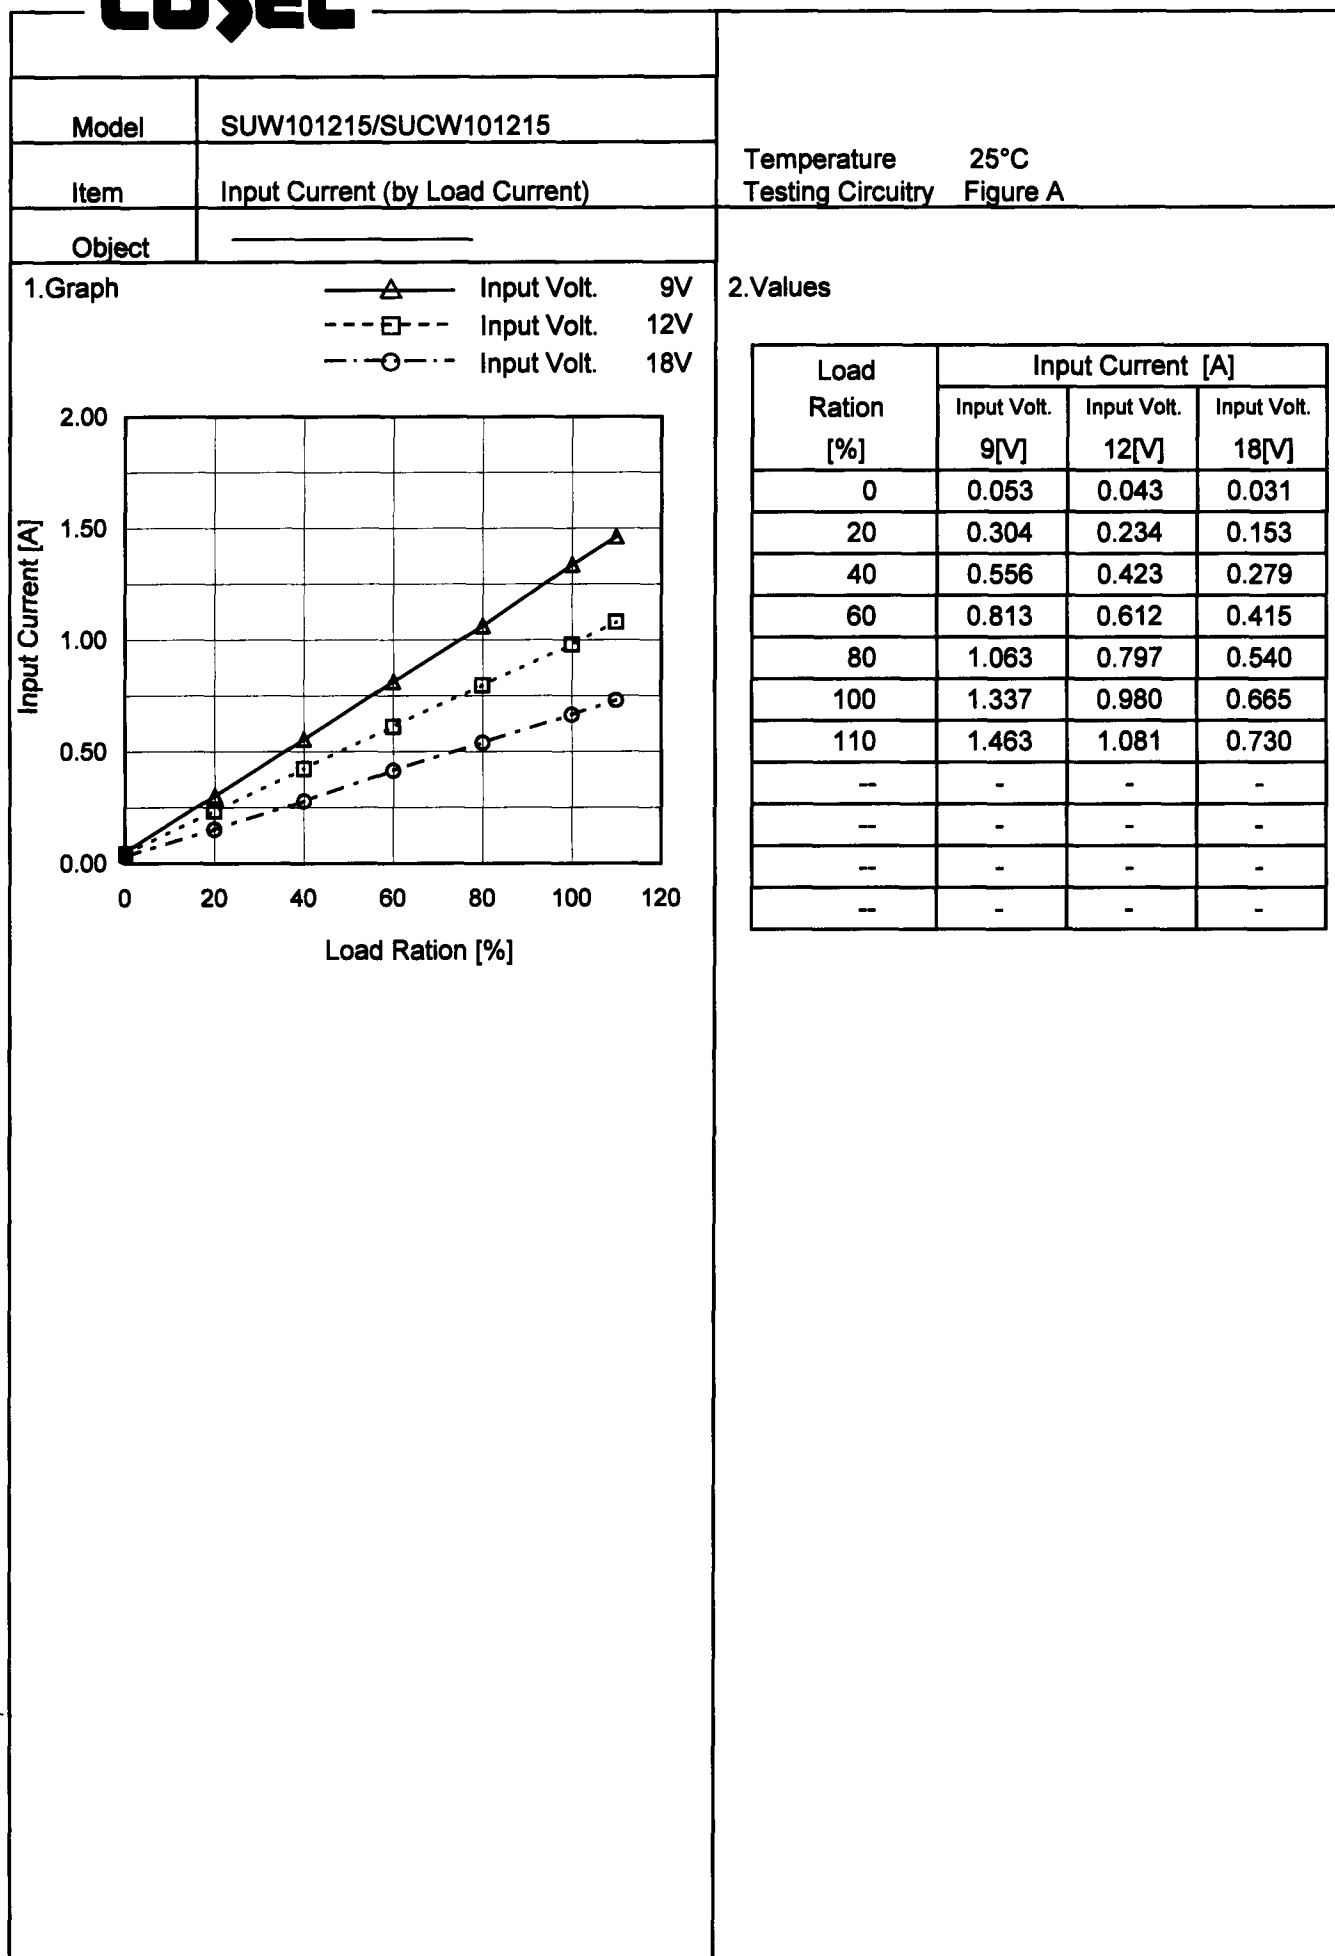 COSEL
Model SUW101215/SUCW101215
Item Input Current (by Load Current)
Object
Temperature 25°C
Testing Circuitry Figure A
1.Graph
Input Volt. 9V
Input Volt. 12V
Input Volt. 18V
2.00
1.50
1.00
0.50
0.00
Input Current [A]
0 20 40 60 80 100 120
Load Ration [%]
2.Values
Load Input Current [A]
Ration Input Volt. Input Volt. Input Volt.
[%] 9[V] 12[V] 18[V]
0 0.053 0.043 0.031
20 0.304 0.234 0.153
40 0.556 0.423 0.279
60 0.813 0.612 0.415
80 1.063 0.797 0.540
100 1.337 0.980 0.665
110 1.463 1.081 0.730
-- - - -
-- - - -
-- - - -
-- - - -